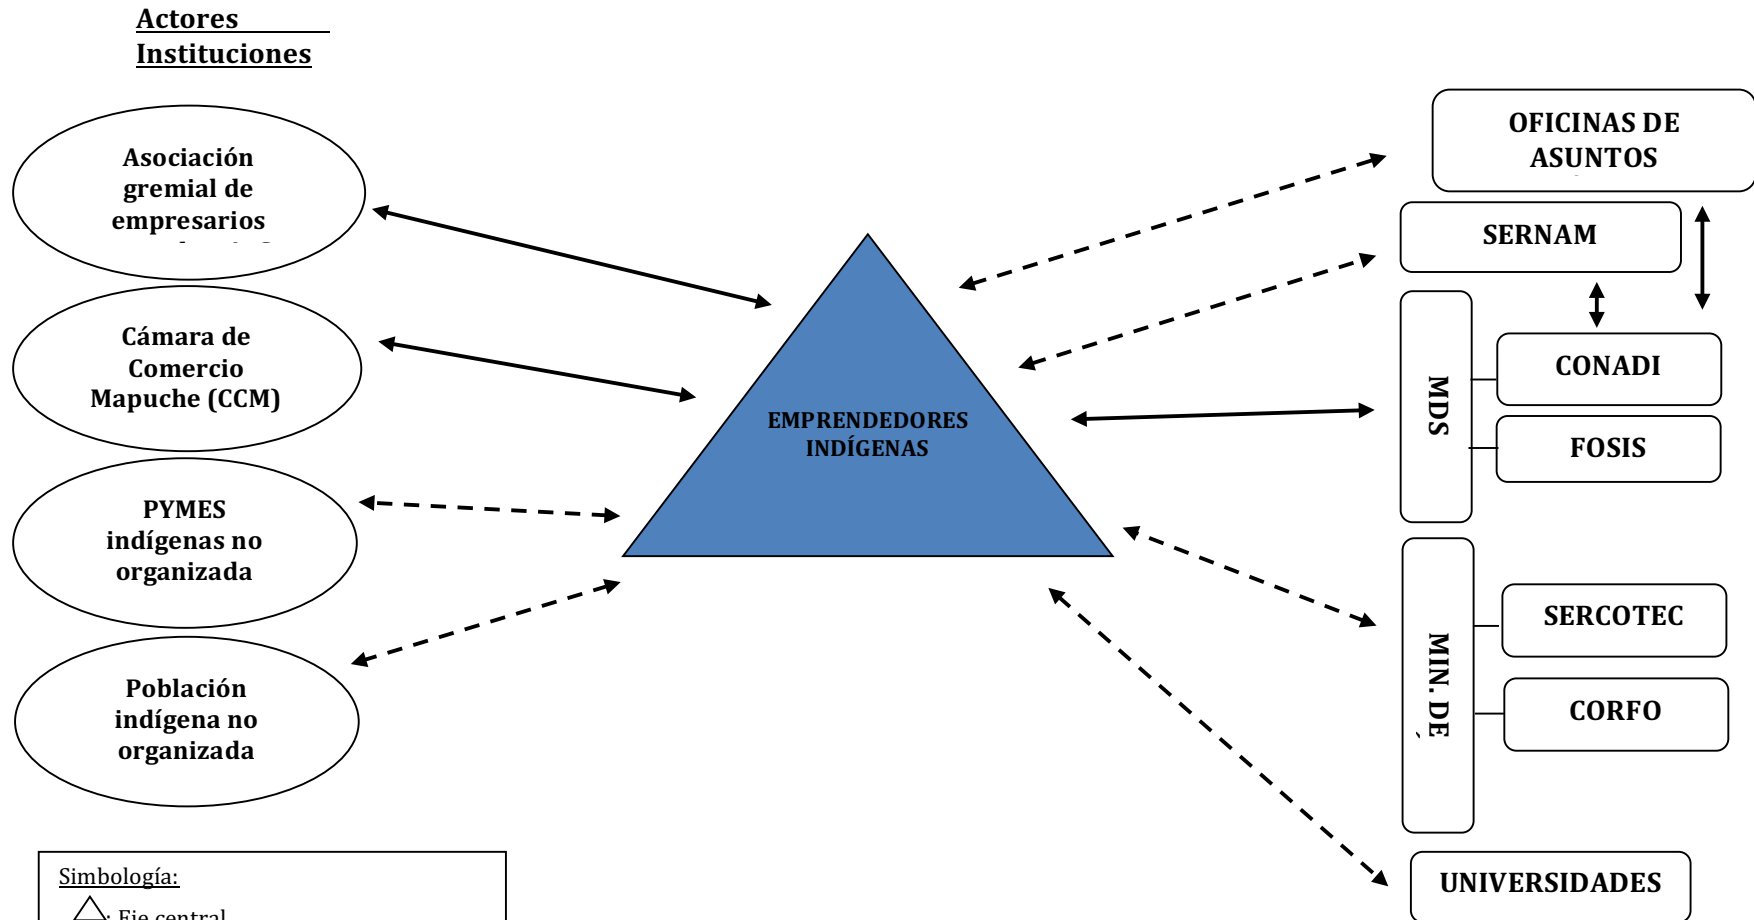 Actores
Instituciones
Asociación
gremial de
empresarios
Cámara de
Comercio
Mapuche (CCM)
PYMES
indígenas no
organizada
Población
indígena no
organizada
EMPRENDEDORES
INDÍGENAS
OFICINAS DE
ASUNTOS
SERNAM
MDS
CONADI
FOSIS
MIN. DE
SERCOTEC
CORFO
UNIVERSIDADES
Simbología:
: Eje central